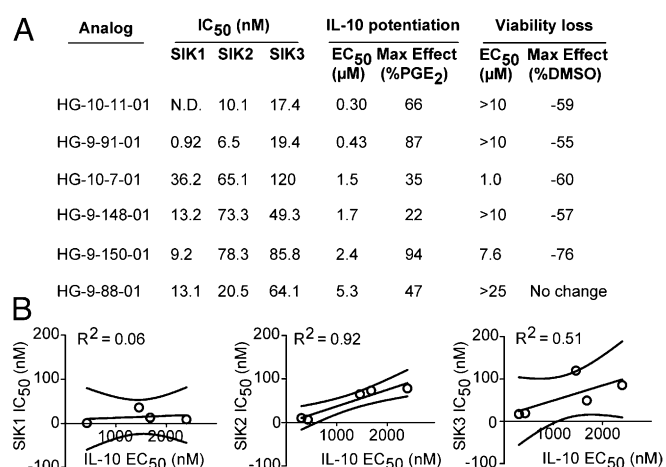 A
Analog IC50 (nM) IL-10 potentiation Viability loss
SIK1 SIK2 SIK3 EC50 Max Effect EC50 Max Effect
(μM) (%PGE2) (μM) (%DMSO)
HG-10-11-01 N.D. 10.1 17.4 0.30 66 >10 -59
HG-9-91-01 0.92 6.5 19.4 0.43 87 >10 -55
HG-10-7-01 36.2 65.1 120 1.5 35 1.0 -60
HG-9-148-01 13.2 73.3 49.3 1.7 22 >10 -57
HG-9-150-01 9.2 78.3 85.8 2.4 94 7.6 -76
HG-9-88-01 13.1 20.5 64.1 5.3 47 >25 No change
B
SIK1 IC50 (nM)
200
100
0
-100
R2 = 0.06
1000 2000
IL-10 EC50 (nM)
SIK2 IC50 (nM)
200
100
0
-100
R2 = 0.92
1000 2000
IL-10 EC50 (nM)
SIK3 IC50 (nM)
200
100
0
-100
R2 = 0.51
1000 2000
IL-10 EC50 (nM)